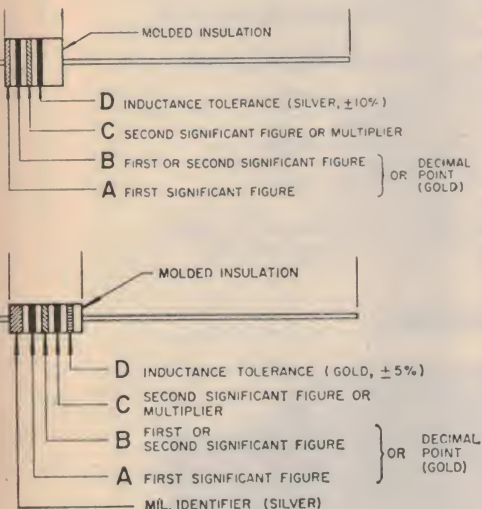 MOLDED INSULATION
D INDUCTANCE TOLERANCE (SILVER, ±10%)
C SECOND SIGNIFICANT FIGURE OR MULTIPLIER
B FIRST OR SECOND SIGNIFICANT FIGURE
A FIRST SIGNIFICANT FIGURE
OR DECIMAL
POINT
(GOLD)
MOLDED INSULATION
D INDUCTANCE TOLERANCE (GOLD, ±5%)
C SECOND SIGNIFICANT FIGURE OR
MULTIPLIER
B FIRST OR
SECOND SIGNIFICANT FIGURE
A FIRST SIGNIFICANT FIGURE
OR DECIMAL
POINT
(GOLD)
MIL. IDENTIFIER (SILVER)